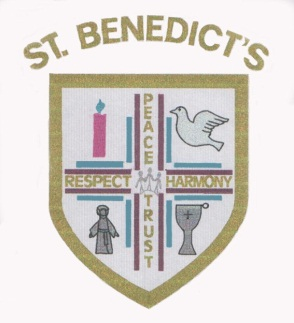 ST. BENEDICT'S
PEACE
RESPECT HARMONY
TRUST